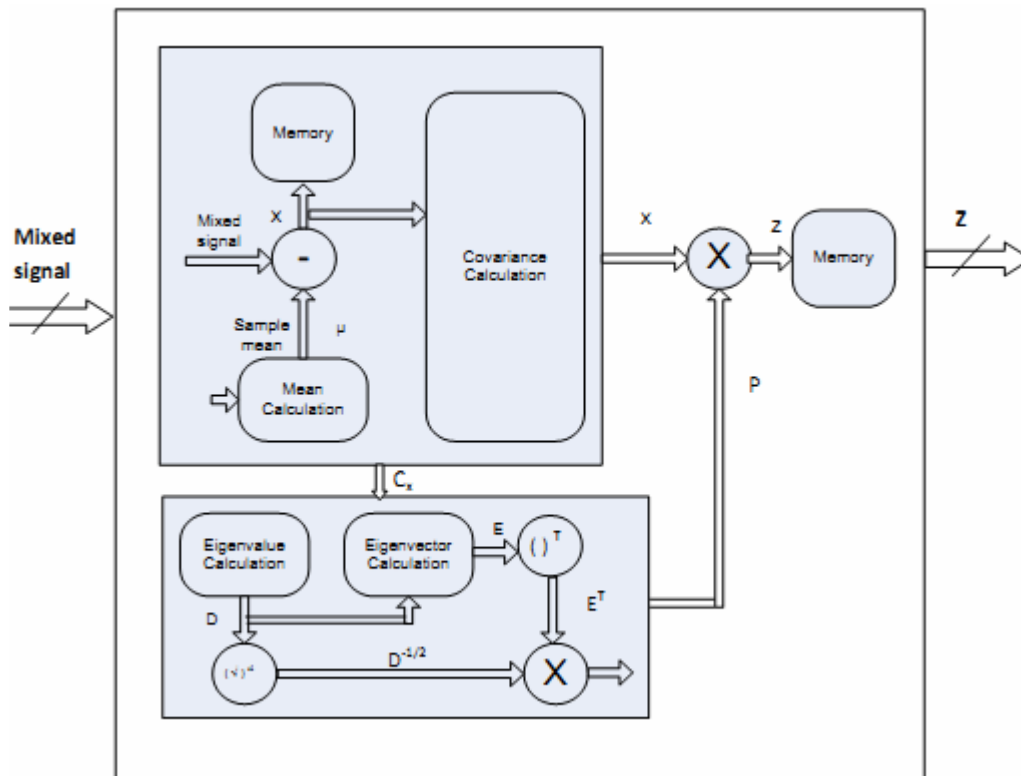 Mixed
signal
Memory
X
Mixed
signal
-
Sample
mean
μ
Mean
Calculation
Covariance
Calculation
x
X
z
Memory
Z
P
Cx
Eigenvalue
Calculation
Eigenvector
Calculation
E
( ) T
D
ET
D-1/2
(√)-1
X